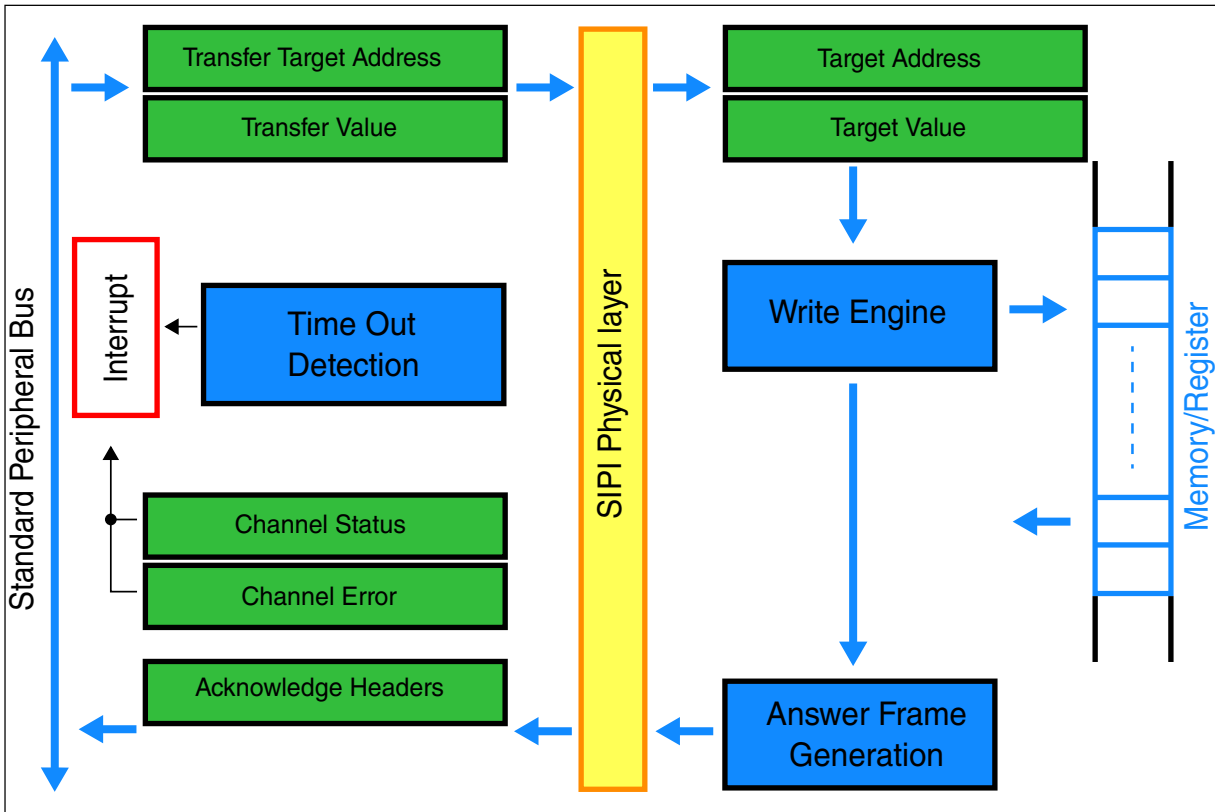 Transfer Target Address
Transfer Value
Target Address
Target Value
Standard Peripheral Bus
Interrupt
Time Out
Detection
SIPI Physical layer
Write Engine
Memory/Register
Channel Status
Channel Error
Acknowledge Headers
Answer Frame
Generation